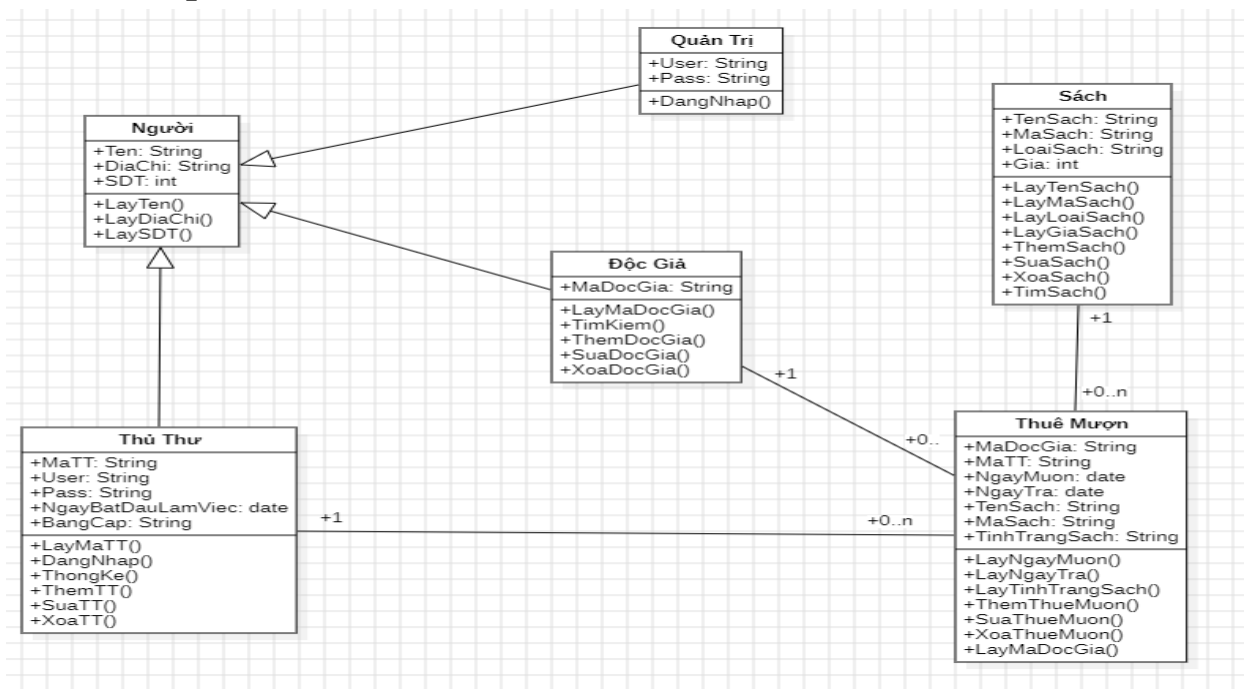 Quản Trị
+User: String
+Pass: String
+DangNhap()
Người
+Ten: String
+DiaChi: String
+SDT: int
+LayTen()
+LayDiaChi()
+LaySDT()
Sách
+TenSach: String
+MaSach: String
+LoaiSach: String
+Gia: int
+LayTenSach()
+LayMaSach()
+LayLoaiSach()
+LayGiaSach()
+ThemSach()
+SuaSach()
+XoaSach()
+TimSach()
Độc Giả
+MaDocGia: String
+LayMaDocGia()
+TimKiem()
+ThemDocGia()
+SuaDocGia()
+XoaDocGia()
+1
+0..n
+1
+0..
Thủ Thư
+MaTT: String
+User: String
+Pass: String
+NgayBatDauLamViec: date
+BangCap: String
+LayMaTT()
+DangNhap()
+ThongKe()
+ThemTT()
+SuaTT()
+XoaTT()
+1
+0..n
Thuê Mượn
+MaDocGia: String
+MaTT: String
+NgayMuon: date
+NgayTra: date
+TenSach: String
+MaSach: String
+TinhTrangSach: String
+LayNgayMuon()
+LayNgayTra()
+LayTinhTrangSach()
+ThemThueMuon()
+SuaThueMuon()
+XoaThueMuon()
+LayMaDocGia()